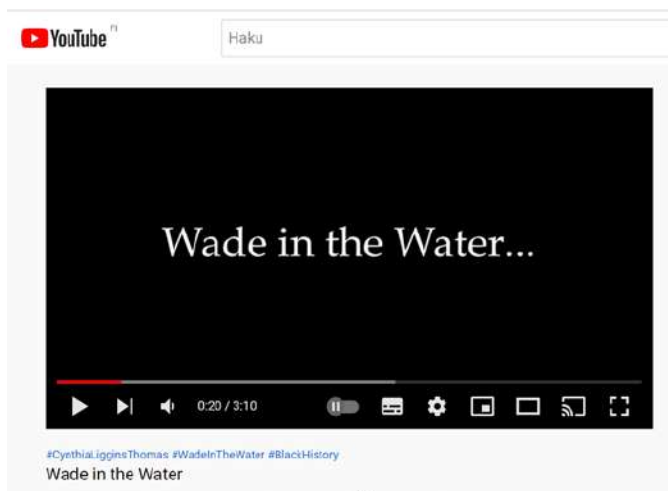 YouTube FI
Haku
Wade in the Water...
0:20 / 3:10
#CynthiaLigginsThomas #WadeInTheWater #BlackHistory
Wade in the Water